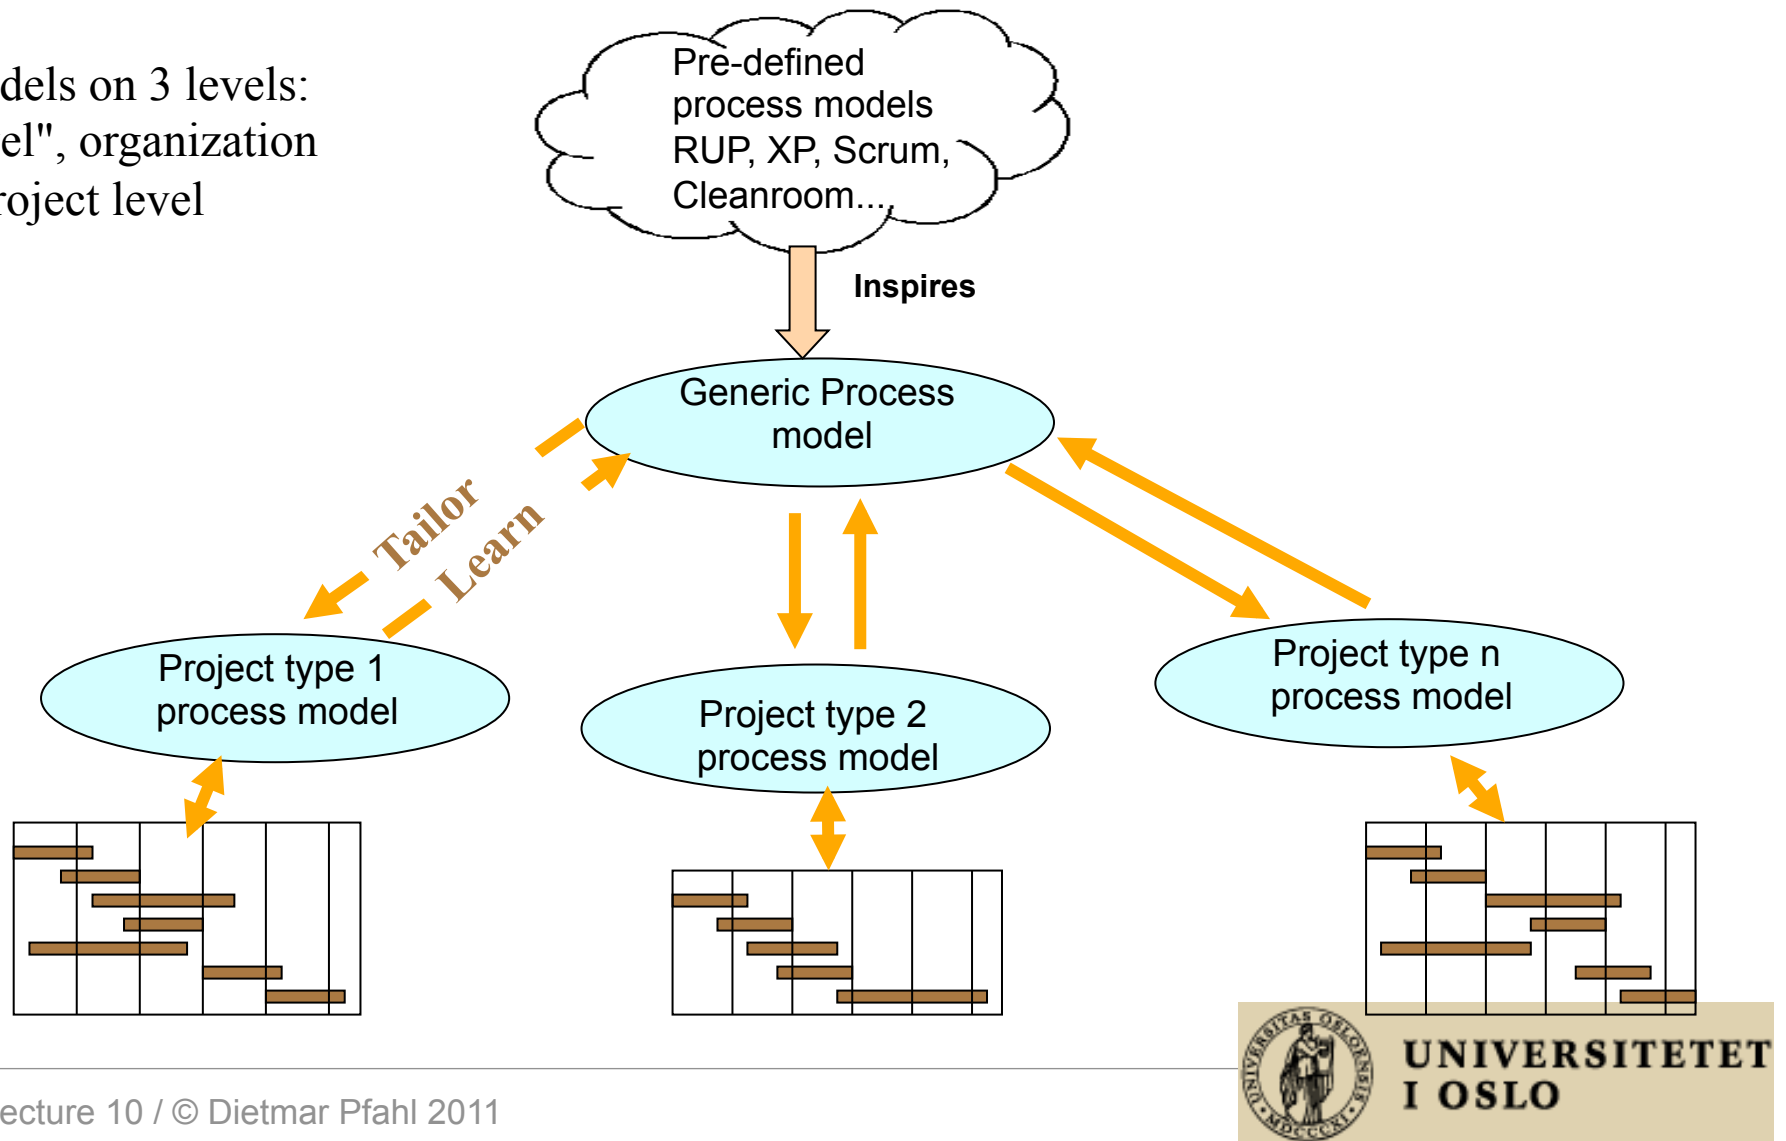 dels on 3 levels:
el", organization
roject level
Pre-defined
process models
RUP, XP, Scrum,
Cleanroom...
Inspires
Generic Process
model
Tailor
Learn
Project type 1
process model
Project type 2
process model
Project type n
process model
ecture 10 / © Dietmar Pfahl 2011
UNIVERSITETET
I OSLO